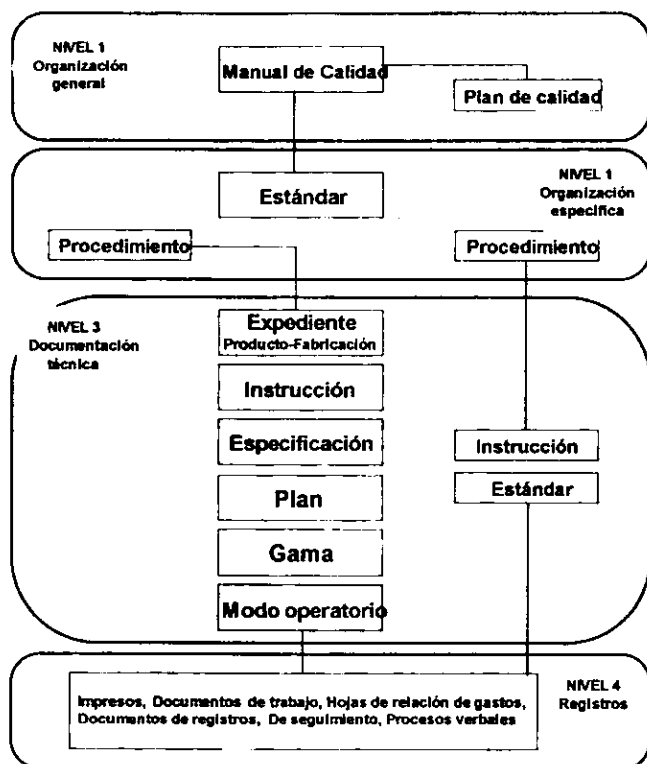 NIVEL 1
Organización
general
Manual de Calidad
Plan de calidad
Estándar
NIVEL 1
Organización
especifica
Procedimiento
Procedimiento
NIVEL 3
Documentación
técnica
Expediente
Producto-Fabricación
Instrucción
Especificación
Plan
Gama
Modo operatorio
Instrucción
Estándar
Impresos, Documentos de trabajo, Hojas de relación de gastos,
Documentos de registros, De seguimiento, Procesos verbales
NIVEL 4
Registros